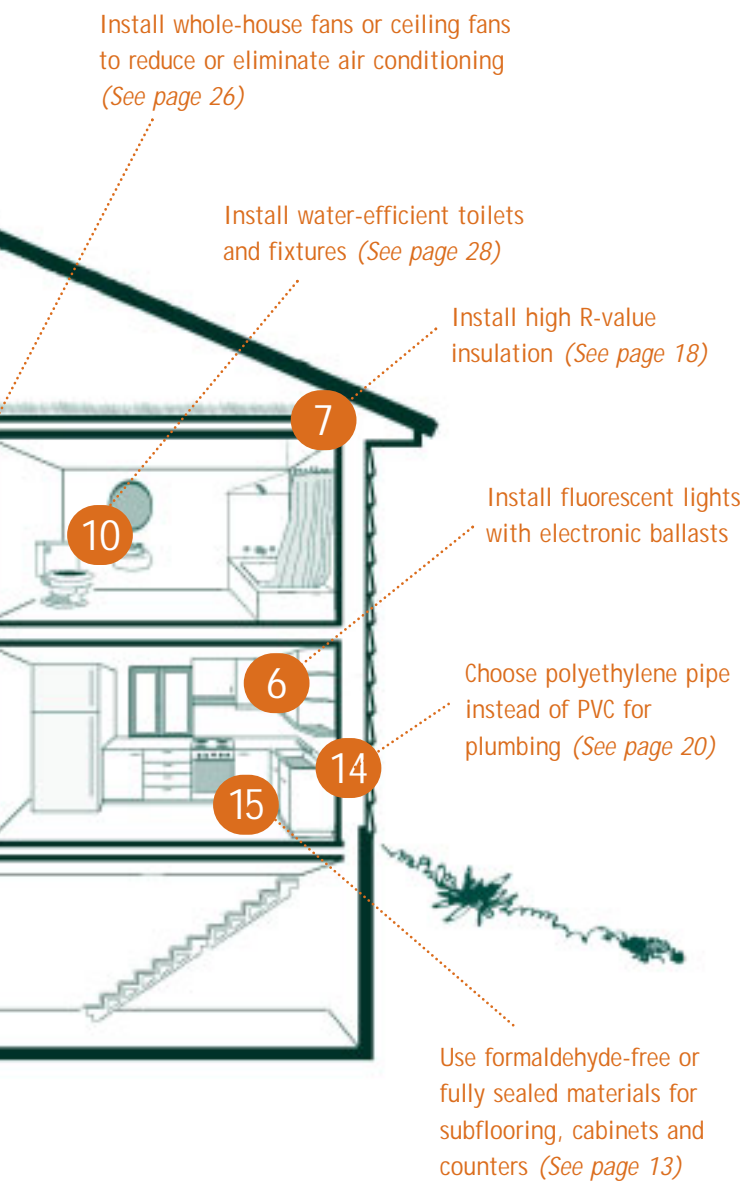 Install whole-house fans or ceiling fans
to reduce or eliminate air conditioning
(See page 26)
Install water-efficient toilets
and fixtures (See page 28)
Install high R-value
insulation (See page 18)
7
Install fluorescent lights
with electronic ballasts
10
6
Choose polyethylene pipe
instead of PVC for
plumbing (See page 20)
14
15
Use formaldehyde-free or
fully sealed materials for
subflooring, cabinets and
counters (See page 13)